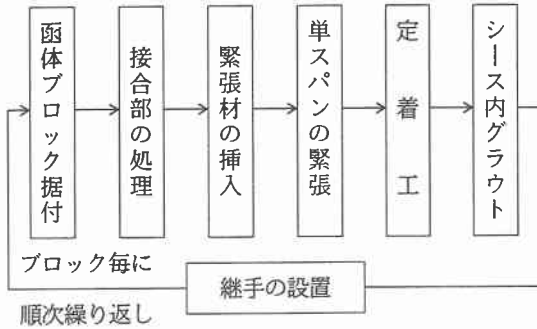 函体ブロック据付
接合部の処理
緊張材の挿入
単スパンの緊張
定着工
シース内グラウト
ブロック毎に
順次繰り返し
継手の設置